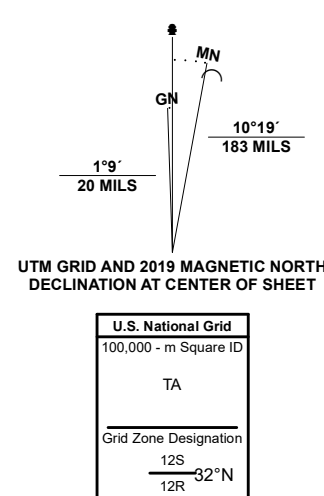 MN
GN
10°19´
183 MILS
1°9´
20 MILS
UTM GRID AND 2019 MAGNETIC NORTH
DECLINATION AT CENTER OF SHEET
U.S. National Grid
100,000 - m Square ID
TA
Grid Zone Designation
12S
32°N
12R